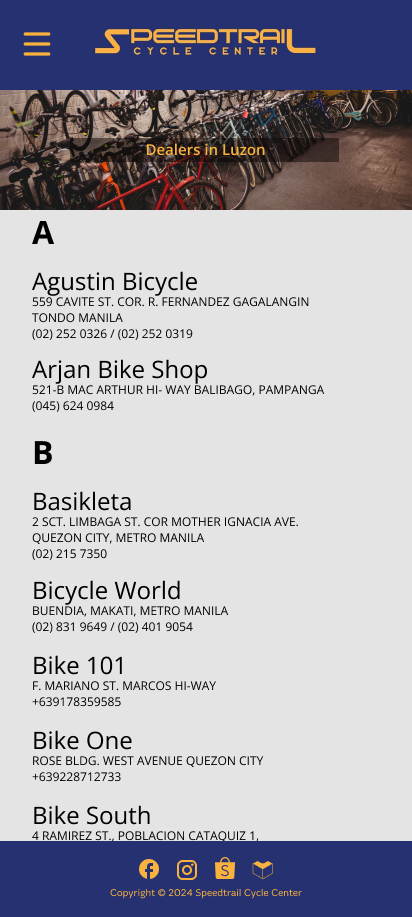 SPEEDTRAIL
CYCLE CENTER
Dealers in Luzon
A
Agustin Bicycle
559 CAVITE ST. COR. R. FERNANDEZ GAGALANGIN
TONDO MANILA
(02) 252 0326 / (02) 252 0319
Arjan Bike Shop
521-B MAC ARTHUR HI- WAY BALIBAGO, PAMPANGA
(045) 624 0984
B
Basikleta
2 SCT. LIMBAGA ST. COR MOTHER IGNACIA AVE.
QUEZON CITY, METRO MANILA
(02) 215 7350
Bicycle World
BUENDIA, MAKATI, METRO MANILA
(02) 831 9649 / (02) 401 9054
Bike 101
F. MARIANO ST. MARCOS HI-WAY
+639178359585
Bike One
ROSE BLDG. WEST AVENUE QUEZON CITY
+639228712733
Bike South
4 RAMIREZ ST., POBLACION CATAQUIZ 1,
Copyright © 2024 Speedtrail Cycle Center